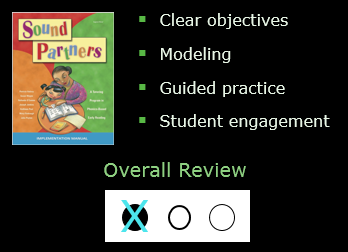 Sound
Partners
IMPLEMENTATION MANUAL
Clear objectives
Modeling
Guided practice
Student engagement
Overall Review
X